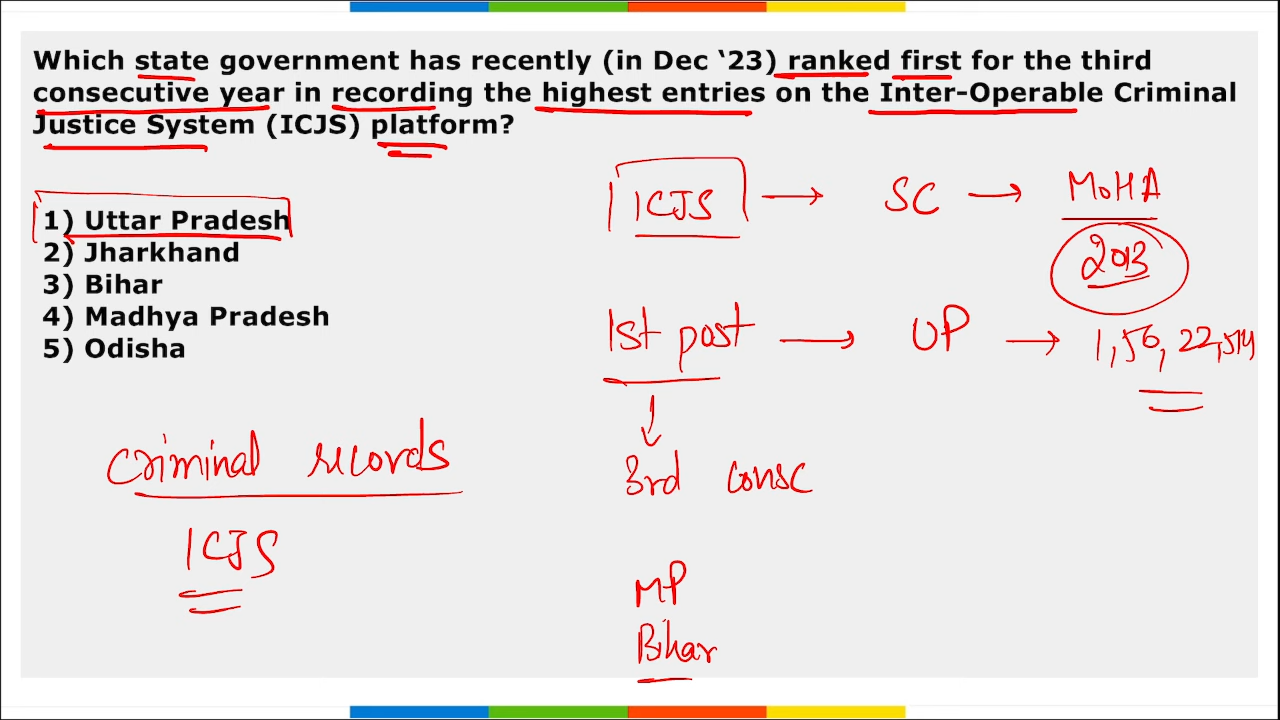 Which state government has recently (in Dec ‘23) ranked first for the third
consecutive year in recording the highest entries on the Inter-Operable Criminal
Justice System (ICJS) platform?
1) Uttar Pradesh
2) Jharkhand
3) Bihar
4) Madhya Pradesh
5) Odisha
ICJS → SC → MoHA
2013
1st post → UP → 1,56,22,514
↓
3rd consc
MP
Bihar
Criminal records
ICJS